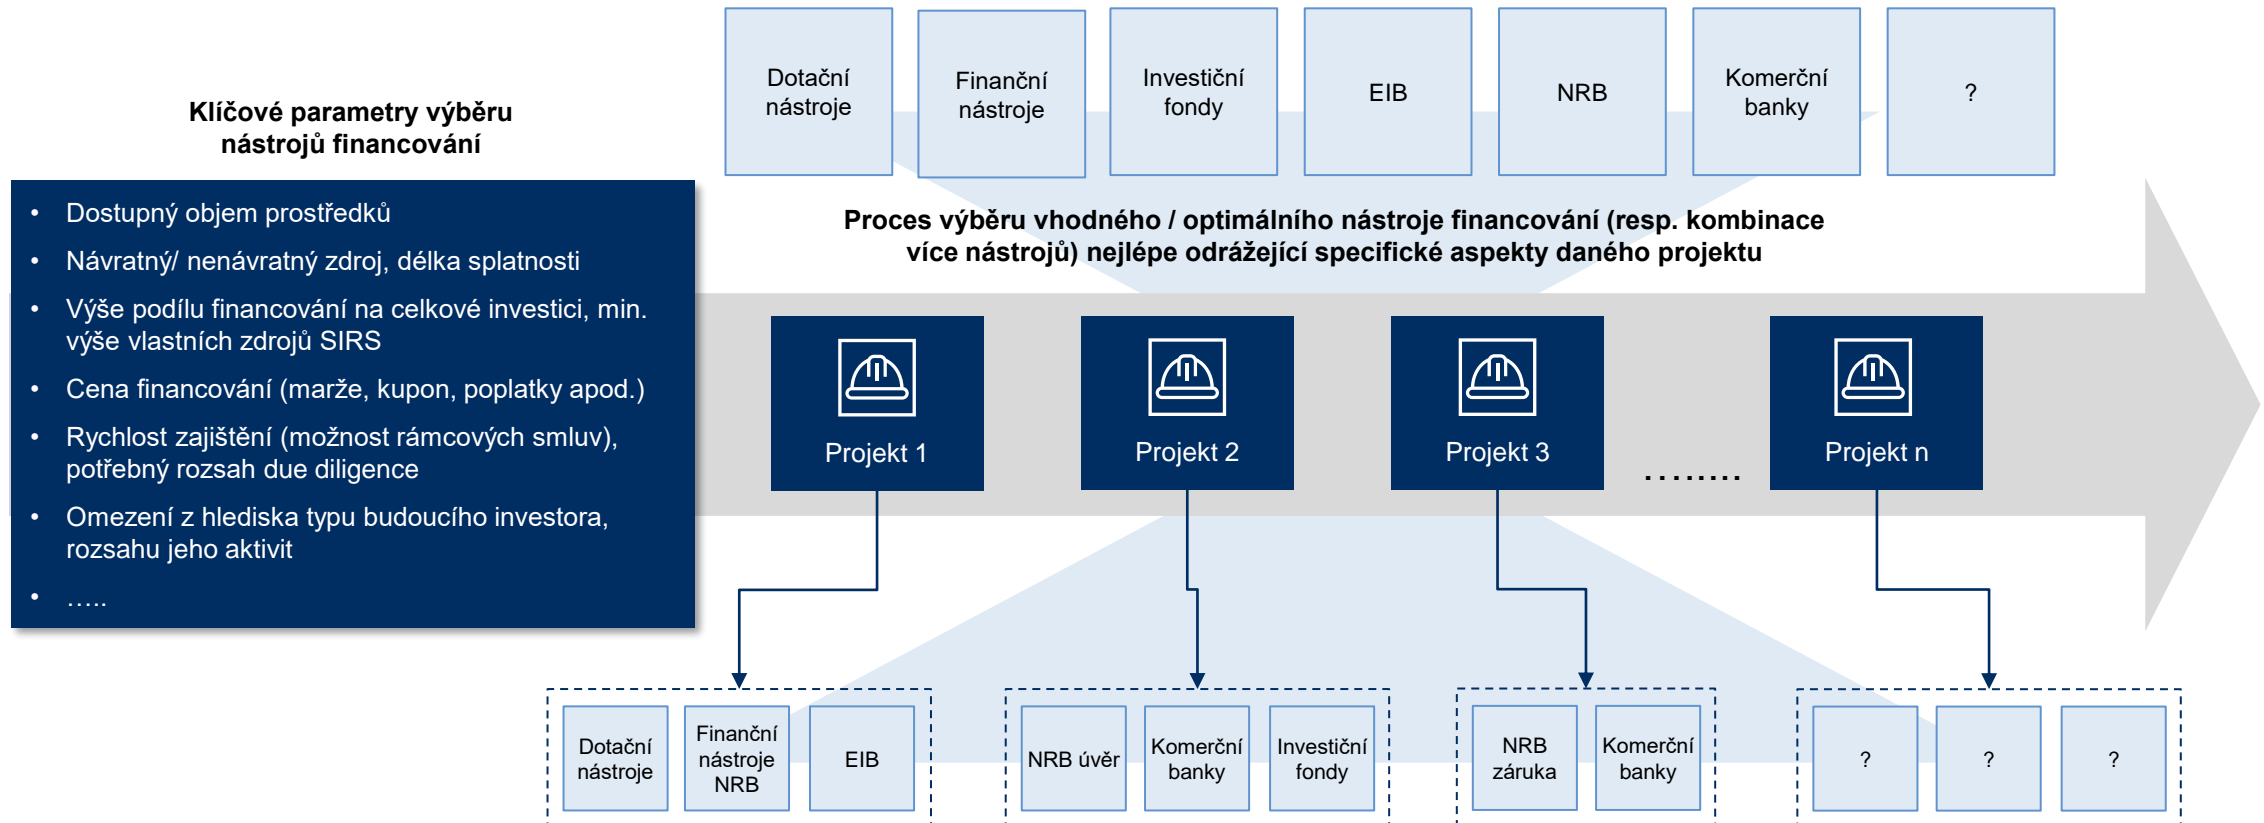 Dotační
nástroje
Finanční
nástroje
Investiční
fondy
EIB
NRB
Komerční
banky
?
Klíčové parametry výběru
nástrojů financování
• Dostupný objem prostředků
• Návratný/ nenávratný zdroj, délka splatnosti
• Výše podílu financování na celkové investici, min.
výše vlastních zdrojů SIRS
• Cena financování (marže, kupon, poplatky apod.)
• Rychlost zajištění (možnost rámcových smluv),
potřebný rozsah due diligence
• Omezení z hlediska typu budoucího investora,
rozsahu jeho aktivit
• …..
Proces výběru vhodného / optimálního nástroje financování (resp. kombinace
více nástrojů) nejlépe odrážející specifické aspekty daného projektu
Projekt 1
Projekt 2
Projekt 3
........
Projekt n
Dotační
nástroje
Finanční
nástroje
NRB
EIB
NRB úvěr
Komerční
banky
Investiční
fondy
NRB
záruka
Komerční
banky
?
?
?